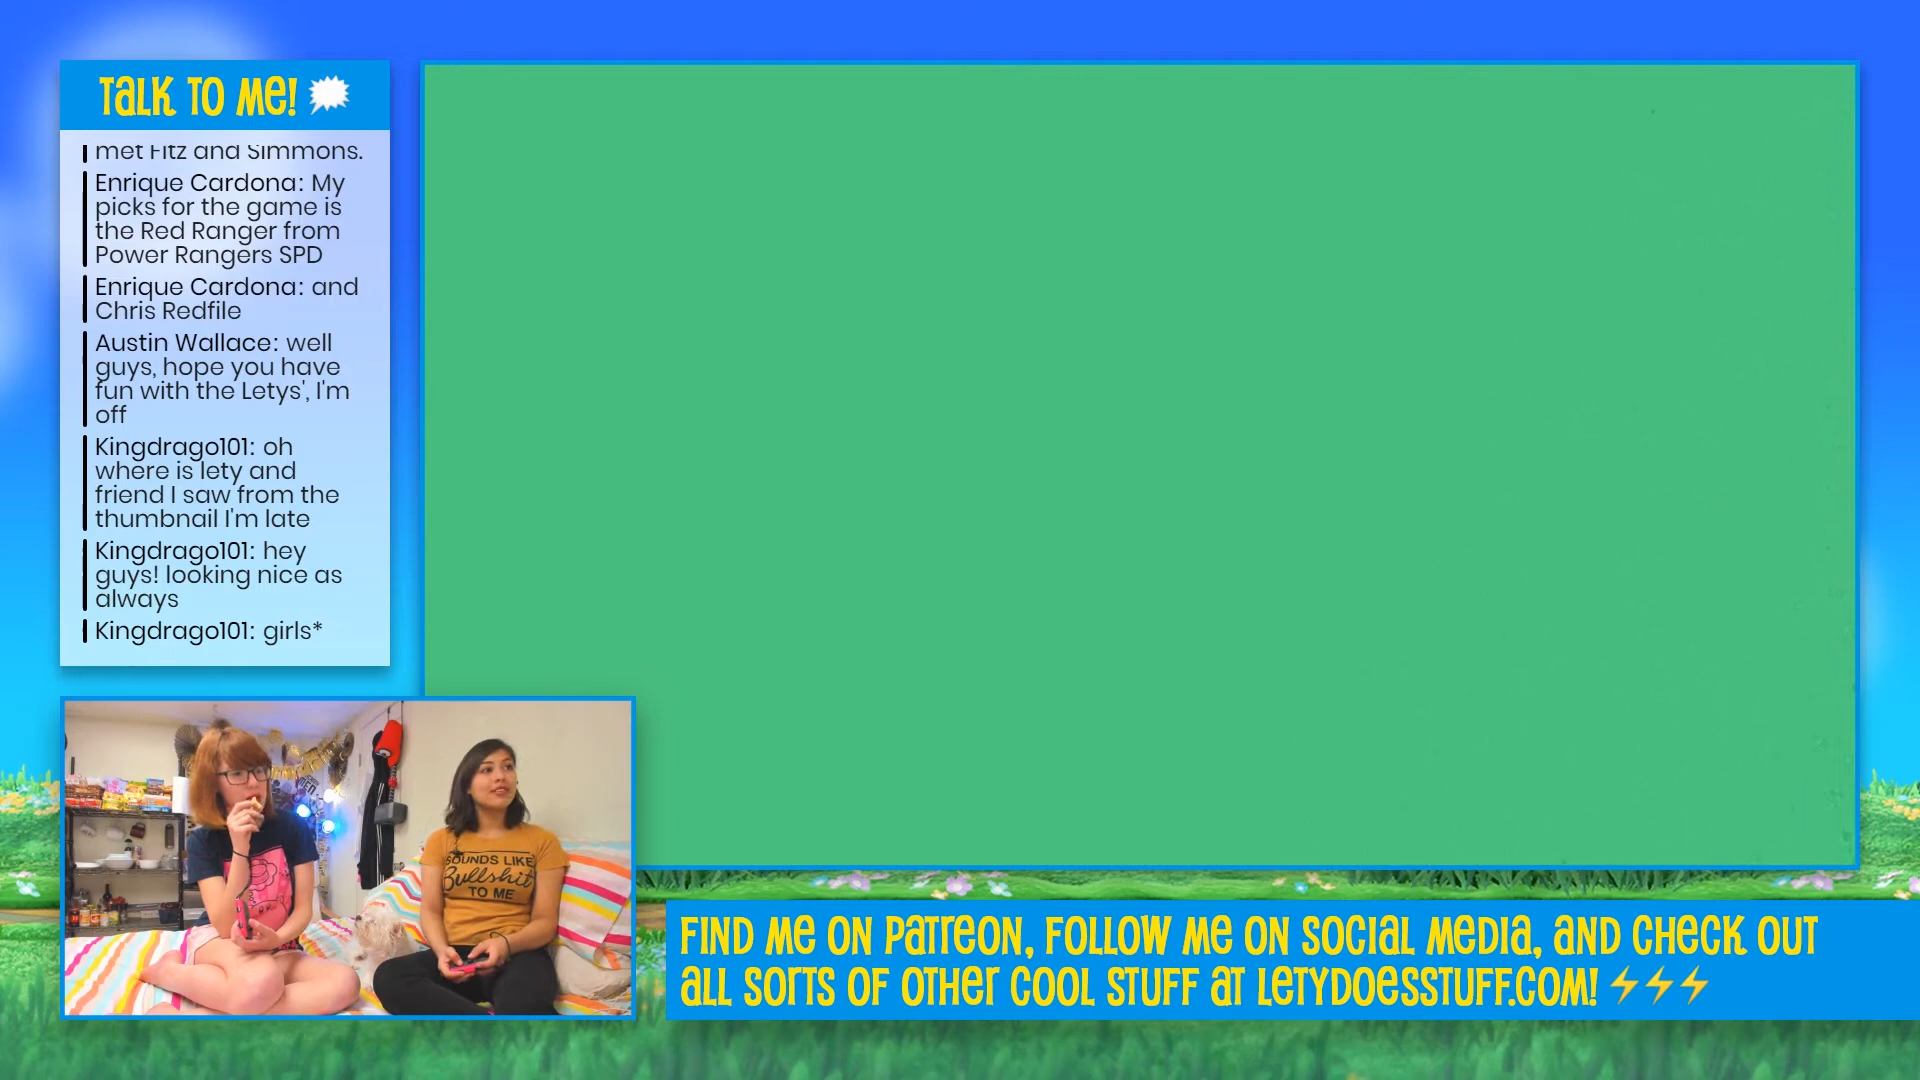 TALK TO ME!
met Fitz and Simmons.
Enrique Cardona: My
picks for the game is
the Red Ranger from
Power Rangers SPD
Enrique Cardona: and
Chris Redfile
Austin Wallace: well
guys, hope you have
fun with the Letys', I'm
off
Kingdrago101: oh
where is lety and
friend I saw from the
thumbnail I'm late
Kingdrago101: hey
guys! looking nice as
always
Kingdrago101: girls*
SOUNDS LIKE
Bullshit
TO ME
FIND ME ON PATREON, FOLLOW ME ON SOCIAL MEDIA, AND CHECK OUT
ALL SORTS OF OTHER COOL STUFF AT LETYDOESSTUFF.COM! ⚡⚡⚡